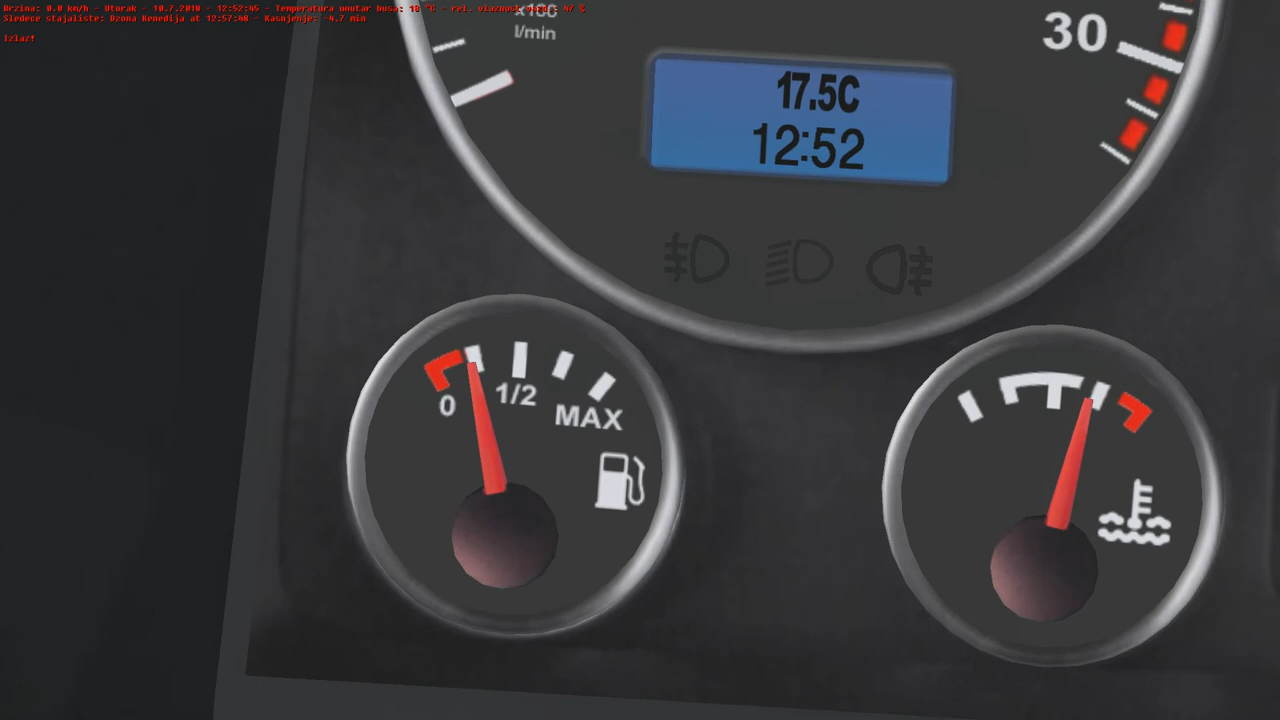 Brzina: 0.0 km/h - Utorak - 10.7.2018 - 12:52:45 - Temperatura unutar busa: 18 °C - rel. vlaznost 47 %
Sledece stajaliste: Dzona Kenedija at 12:57:48 - Kasnjenje: -4.7 min
Izlaz!
x100
l/min
30
17.5C
12:52
0
1/2
MAX